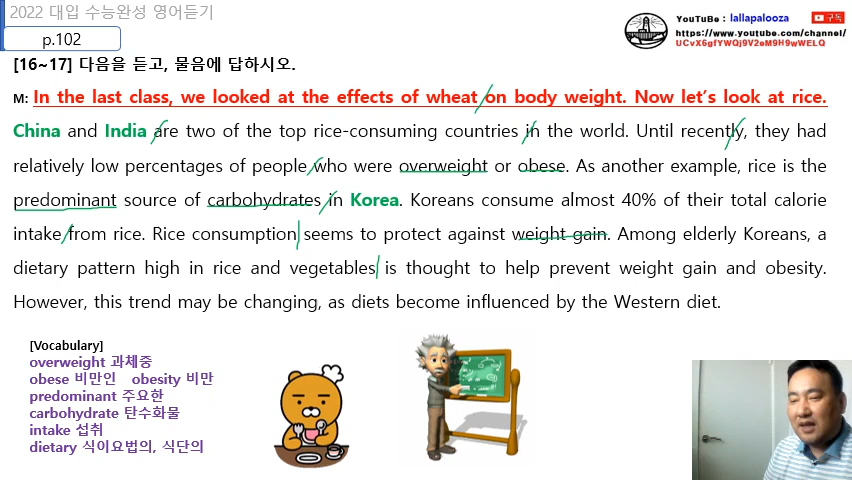 2022 대입 수능완성 영어듣기
p.102
YouTuBe : lallapalooza
구독
https://www.youtube.com/channel/
UCvX6gfYWQj9V2eM9H9wWELQ
[16~17] 다음을 듣고, 물음에 답하시오.
M: In the last class, we looked at the effects of wheat on body weight. Now let's look at rice.
China and India are two of the top rice-consuming countries in the world. Until recently, they had
relatively low percentages of people who were overweight or obese. As another example, rice is the
predominant source of carbohydrates in Korea. Koreans consume almost 40% of their total calorie
intake from rice. Rice consumption seems to protect against weight gain. Among elderly Koreans, a
dietary pattern high in rice and vegetables is thought to help prevent weight gain and obesity.
However, this trend may be changing, as diets become influenced by the Western diet.
[Vocabulary]
overweight 과체중
obese 비만인 obesity 비만
predominant 주요한
carbohydrate 탄수화물
intake 섭취
dietary 식이요법의, 식단의